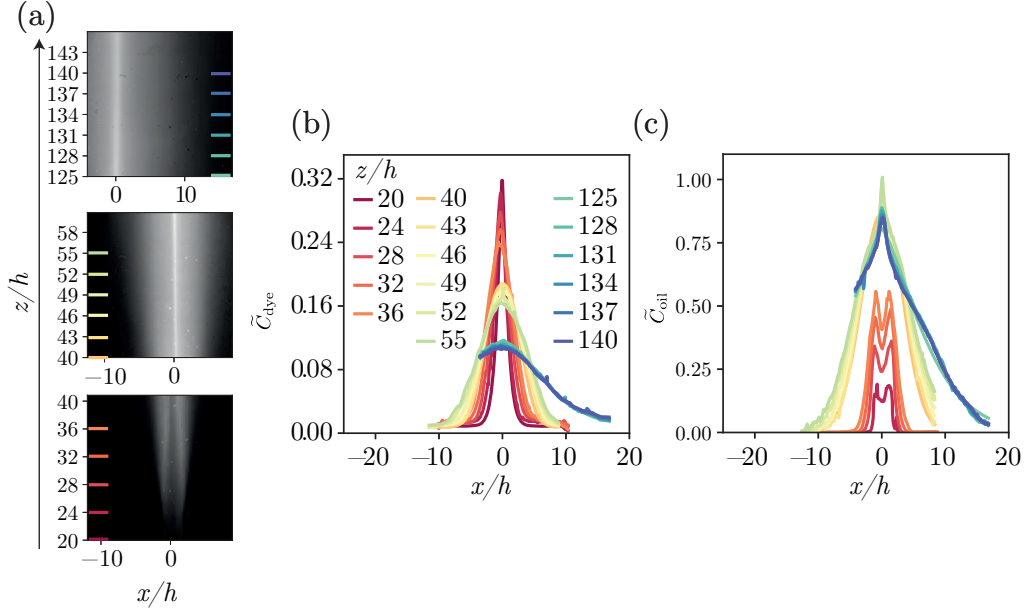 (a)
z/h
143
140
137
134
131
128
125
0 10
58
55
52
49
46
43
40
−10 0
40
36
32
28
24
20
−10 0
x/h
(b)
C̃dye
0.32
0.24
0.16
0.08
0.00
z/h
20 40 125
24 43 128
28 46 131
32 49 134
36 52 137
55 140
−20 −10 0 10 20
x/h
(c)
C̃oil
1.00
0.75
0.50
0.25
0.00
−20 −10 0 10 20
x/h